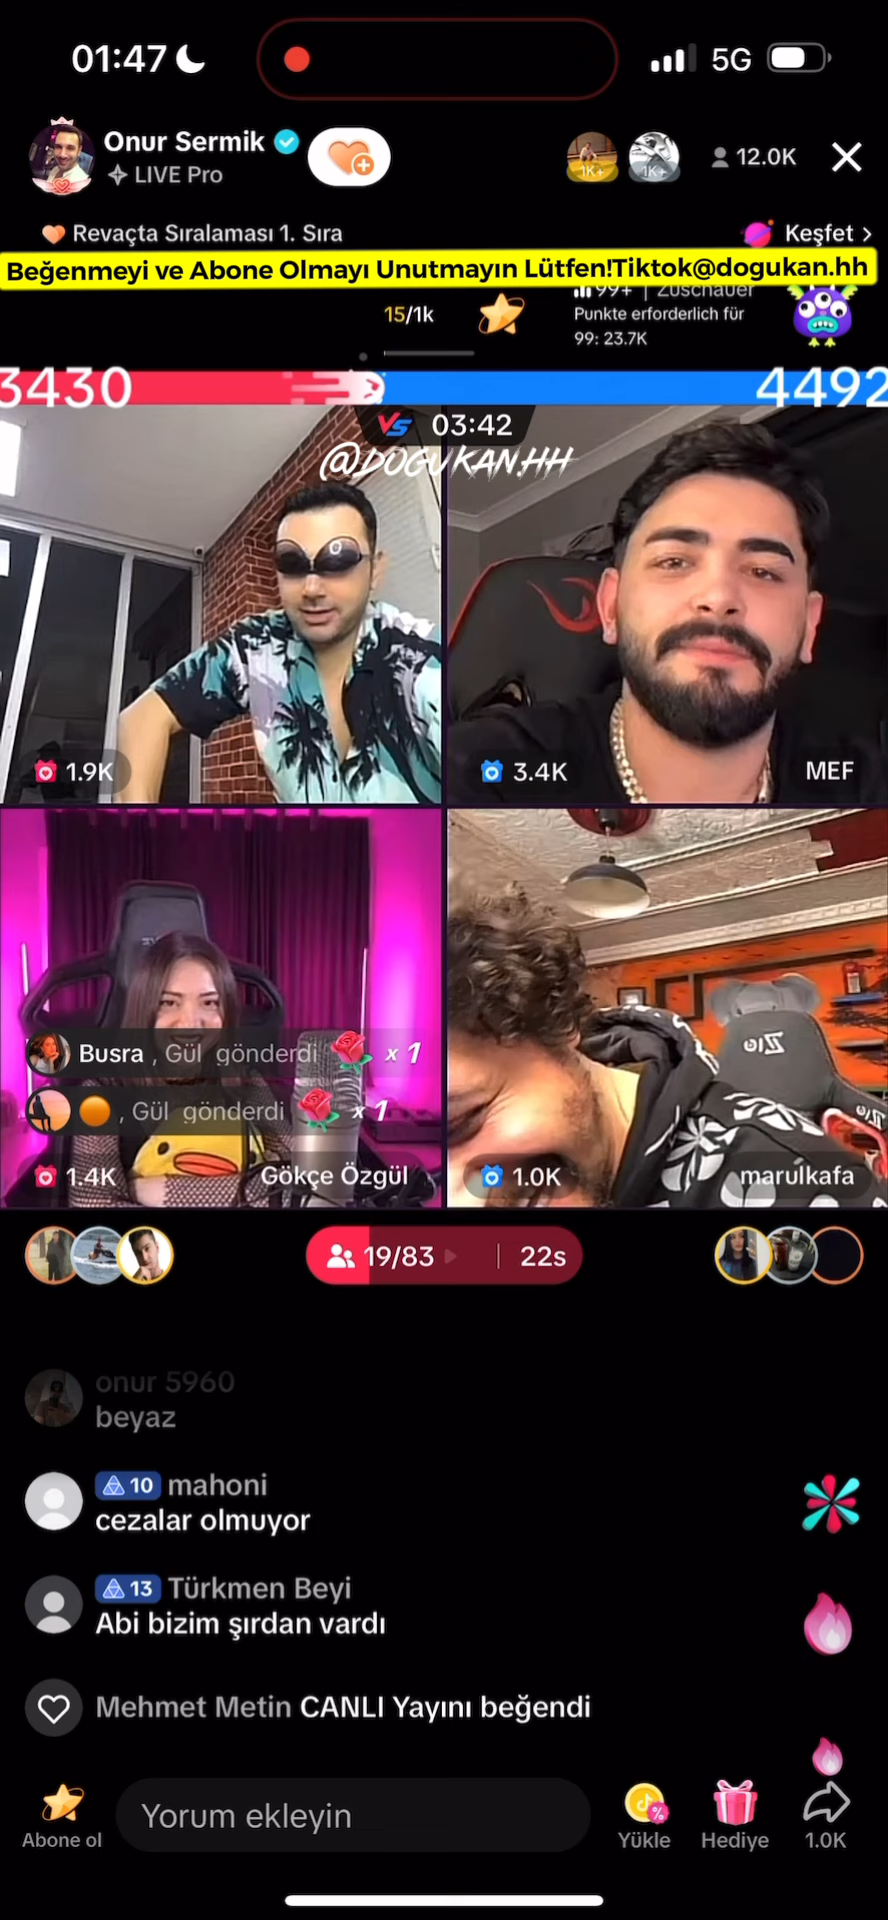 01:47
5G
Onur Sermik
LIVE Pro
1K+
1K+
12.0K
Revaçta Sıralaması 1. Sıra
Keşfet >
Beğenmeyi ve Abone Olmayı Unutmayın Lütfen!Tiktok@dogukan.hh
15/1k
99+ | Zuschauer
Punkte erforderlich für
99: 23.7K
3430
4492
VS 03:42
@DOGUKAN.HH
1.9K
3.4K
MEF
Busra , Gül gönderdi x 1
, Gül gönderdi x 1
1.4K
Gökçe Özgül
1.0K
marulkafa
19/83
22s
onur 5960
beyaz
10 mahoni
cezalar olmuyor
13 Türkmen Beyi
Abi bizim şırdan vardı
Mehmet Metin CANLI Yayını beğendi
Abone ol
Yorum ekleyin
Yükle
Hediye
1.0K